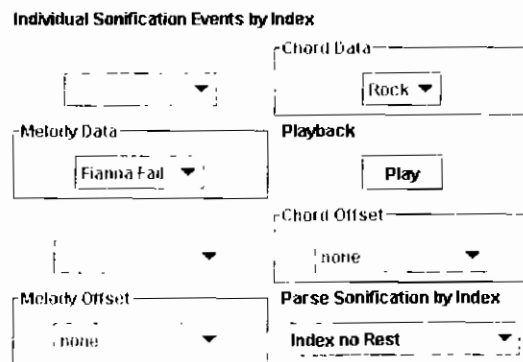 Individual Sonification Events by Index
Chord Data
Rock
Melody Data
Playback
Fianna Fail
Play
Chord Offset
none
Melody Offset
Parse Sonification by Index
none
Index no Rest